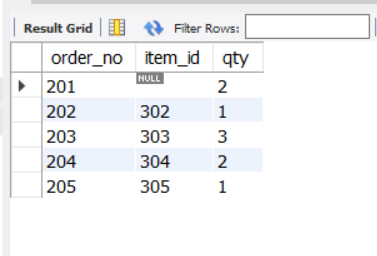 Result Grid Filter Rows:
order_no item_id qty
201 NULL 2
202 302 1
203 303 3
204 304 2
205 305 1